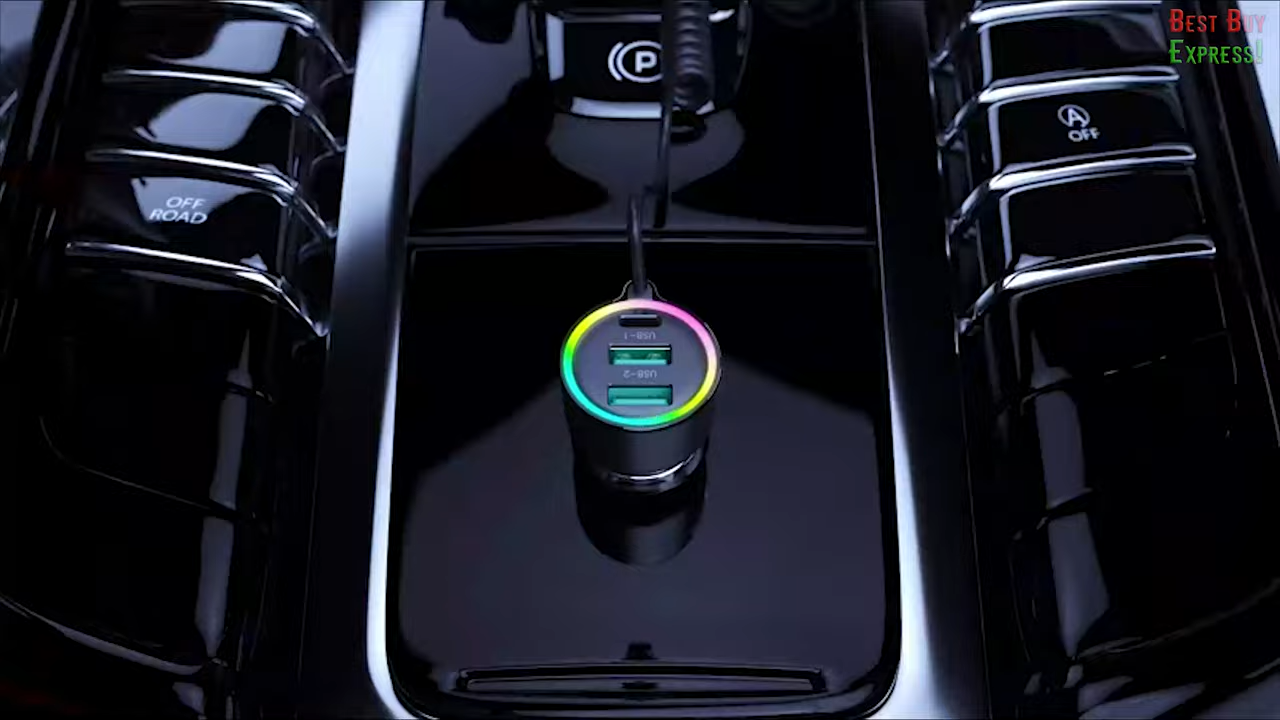 BEST BUY
EXPRESS!
P
A
OFF
OFF
ROAD
USB-1
USB-2